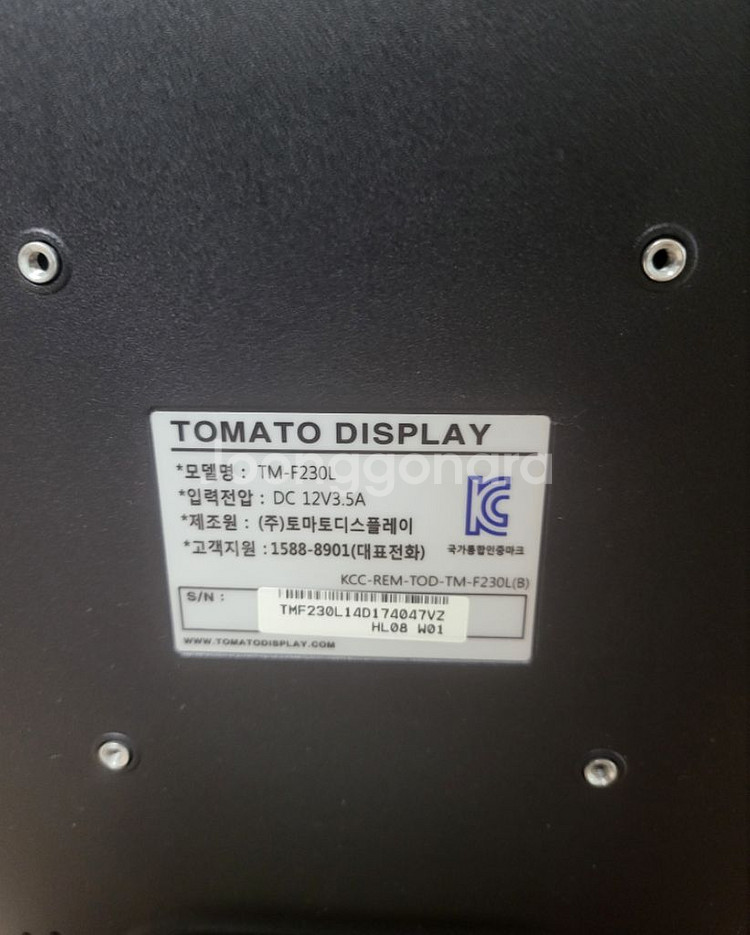 TOMATO DISPLAY
*모델명 : TM-F230L
*입력전압 : DC 12V3.5A
*제조원 : (주)토마토디스플레이
*고객지원 : 1588-8901(대표전화)
국가통합인증마크
KCC-REM-TOD-TM-F230L(B)
S/N :
TMF230L14D174047VZ
HL08 W01
WWW.TOMATODISPLAY.COM
joonggonara